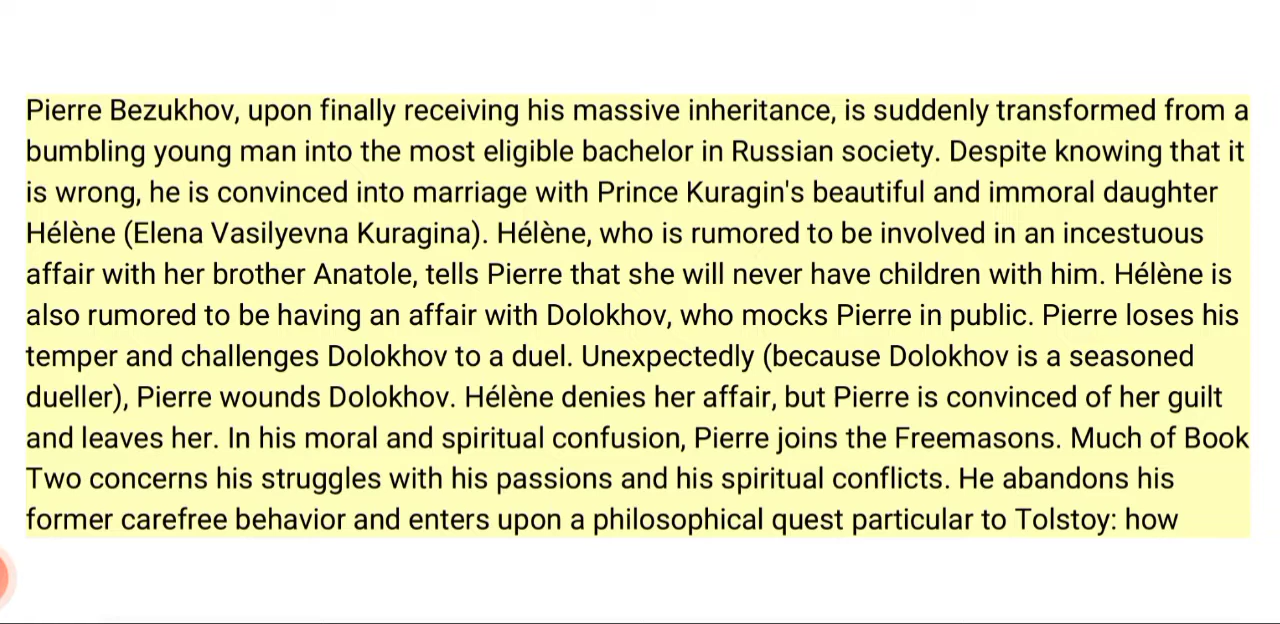 Pierre Bezukhov, upon finally receiving his massive inheritance, is suddenly transformed from a
bumbling young man into the most eligible bachelor in Russian society. Despite knowing that it
is wrong, he is convinced into marriage with Prince Kuragin's beautiful and immoral daughter
Hélène (Elena Vasilyevna Kuragina). Hélène, who is rumored to be involved in an incestuous
affair with her brother Anatole, tells Pierre that she will never have children with him. Hélène is
also rumored to be having an affair with Dolokhov, who mocks Pierre in public. Pierre loses his
temper and challenges Dolokhov to a duel. Unexpectedly (because Dolokhov is a seasoned
dueller), Pierre wounds Dolokhov. Hélène denies her affair, but Pierre is convinced of her guilt
and leaves her. In his moral and spiritual confusion, Pierre joins the Freemasons. Much of Book
Two concerns his struggles with his passions and his spiritual conflicts. He abandons his
former carefree behavior and enters upon a philosophical quest particular to Tolstoy: how